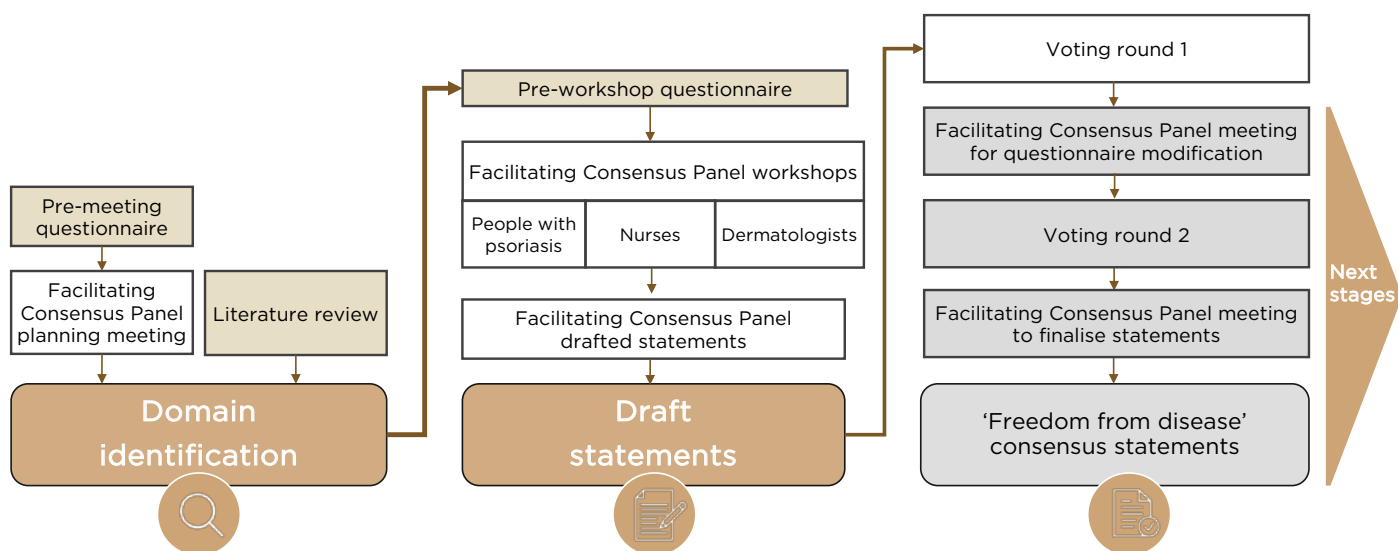 Pre-meeting
questionnaire
Facilitating
Consensus Panel
planning meeting
Literature review
Domain
identification
Pre-workshop questionnaire
Facilitating Consensus Panel workshops
People with
psoriasis
Nurses
Dermatologists
Facilitating Consensus Panel
drafted statements
Draft
statements
Voting round 1
Facilitating Consensus Panel meeting
for questionnaire modification
Voting round 2
Facilitating Consensus Panel meeting
to finalise statements
‘Freedom from disease’
consensus statements
Next
stages